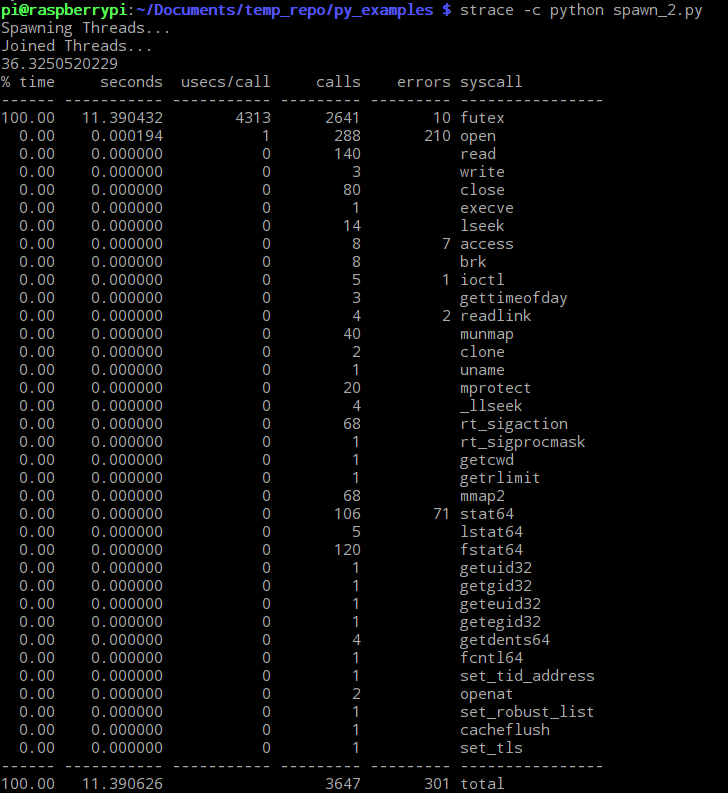 pi@raspberrypi:~/Documents/temp_repo/py_examples $ strace -c python spawn_2.py
Spawning Threads...
Joined Threads...
36.3250520229
% time     seconds  usecs/call     calls    errors syscall
------ ----------- ----------- --------- --------- ----------------
100.00   11.390432        4313      2641        10 futex
  0.00    0.000194           1       288       210 open
  0.00    0.000000           0       140           read
  0.00    0.000000           0         3           write
  0.00    0.000000           0        80           close
  0.00    0.000000           0         1           execve
  0.00    0.000000           0        14           lseek
  0.00    0.000000           0         8         7 access
  0.00    0.000000           0         8           brk
  0.00    0.000000           0         5         1 ioctl
  0.00    0.000000           0         3           gettimeofday
  0.00    0.000000           0         4         2 readlink
  0.00    0.000000           0        40           munmap
  0.00    0.000000           0         2           clone
  0.00    0.000000           0         1           uname
  0.00    0.000000           0        20           mprotect
  0.00    0.000000           0         4           _llseek
  0.00    0.000000           0        68           rt_sigaction
  0.00    0.000000           0         1           rt_sigprocmask
  0.00    0.000000           0         1           getcwd
  0.00    0.000000           0         1           getrlimit
  0.00    0.000000           0        68           mmap2
  0.00    0.000000           0       106        71 stat64
  0.00    0.000000           0         5           lstat64
  0.00    0.000000           0       120           fstat64
  0.00    0.000000           0         1           getuid32
  0.00    0.000000           0         1           getgid32
  0.00    0.000000           0         1           geteuid32
  0.00    0.000000           0         1           getegid32
  0.00    0.000000           0         4           getdents64
  0.00    0.000000           0         1           fcntl64
  0.00    0.000000           0         1           set_tid_address
  0.00    0.000000           0         2           openat
  0.00    0.000000           0         1           set_robust_list
  0.00    0.000000           0         1           cacheflush
  0.00    0.000000           0         1           set_tls
------ ----------- ----------- --------- --------- ----------------
100.00   11.390626                  3647       301 total